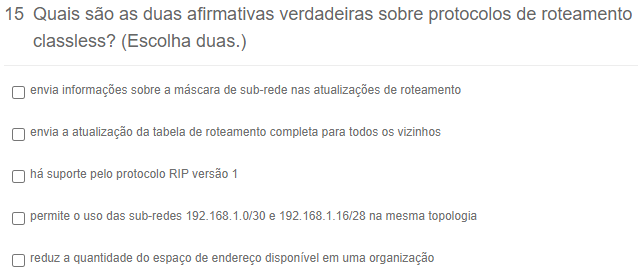 15 Quais são as duas afirmativas verdadeiras sobre protocolos de roteamento
classless? (Escolha duas.)
envia informações sobre a máscara de sub-rede nas atualizações de roteamento
envia a atualização da tabela de roteamento completa para todos os vizinhos
há suporte pelo protocolo RIP versão 1
permite o uso das sub-redes 192.168.1.0/30 e 192.168.1.16/28 na mesma topologia
reduz a quantidade do espaço de endereço disponível em uma organização